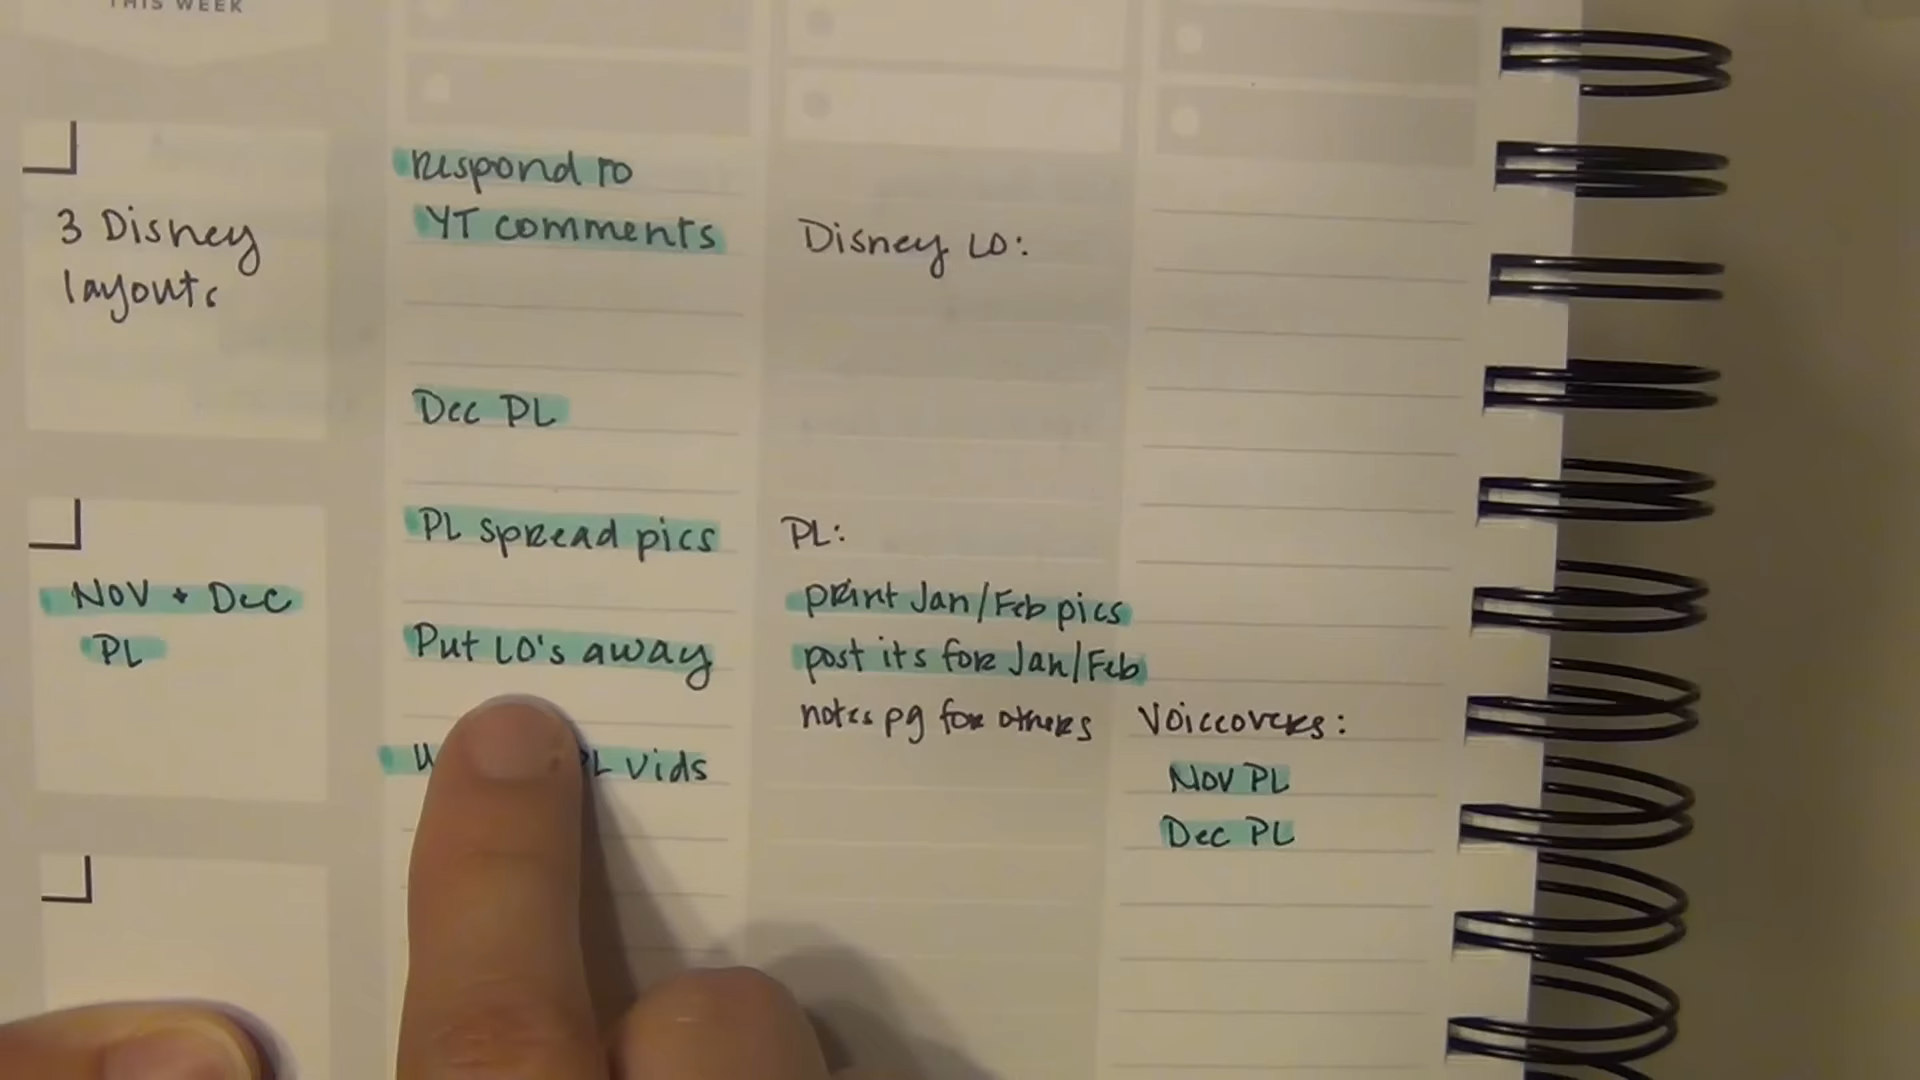 THIS WEEK
3 Disney
layouts
Nov + Dec
PL
respond to
YT comments
Dec PL
PL spread pics
Put LO's away
PL vids
Disney LO:
PL:
print Jan/Feb pics
post its for Jan/Feb
notes pg for others
Voiceovers:
Nov PL
Dec PL